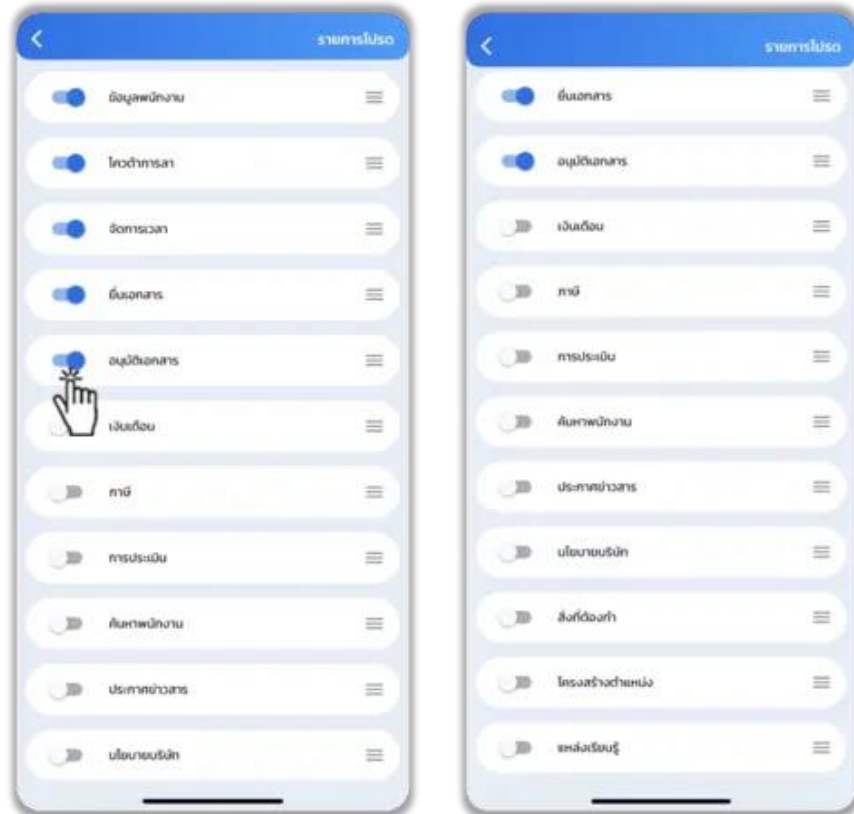 รายการโปรด
ข้อมูลพนักงาน
โควต้าการลา
จัดการเวลา
ยื่นเอกสาร
อนุมัติเอกสาร
เงินเดือน
ภาษี
การประเมิน
ค้นหาพนักงาน
ประกาศข่าวสาร
นโยบายบริษัท
รายการโปรด
ยื่นเอกสาร
อนุมัติเอกสาร
เงินเดือน
ภาษี
การประเมิน
ค้นหาพนักงาน
ประกาศข่าวสาร
นโยบายบริษัท
สิ่งที่ต้องทำ
โครงสร้างตำแหน่ง
แหล่งเรียนรู้